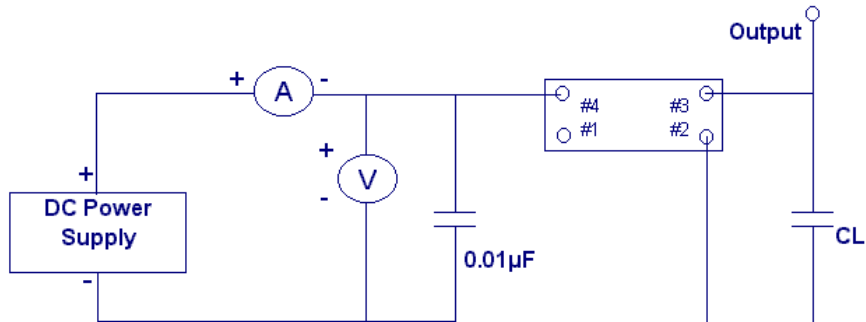 Output
+
A
-
#4
#3
#1
#2
+
V
-
+
DC Power
Supply
-
0.01µF
CL